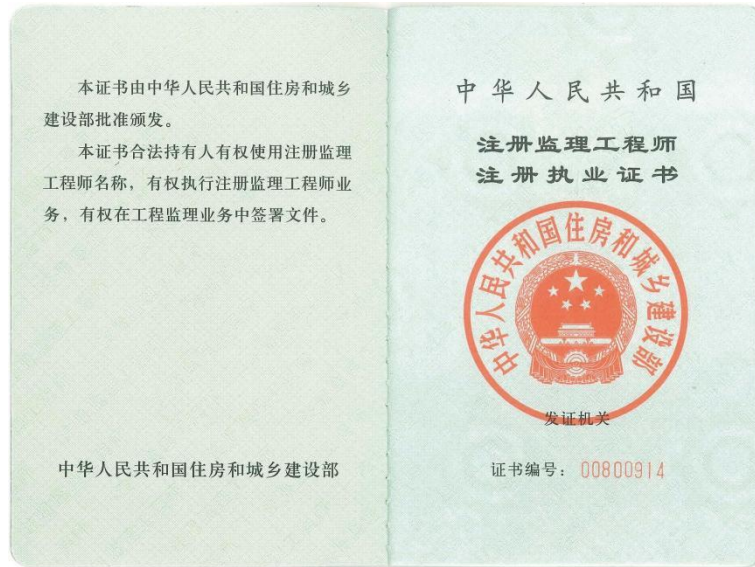 本证书由中华人民共和国住房和城乡
建设部批准颁发。
本证书合法持有人有权使用注册监理
工程师名称，有权执行注册监理工程师业
务，有权在工程监理业务中签署文件。
中华人民共和国住房和城乡建设部
中华人民共和国
注册监理工程师
注册执业证书
中华人民共和国住房和城乡建设部
发证机关
证书编号： 00800914